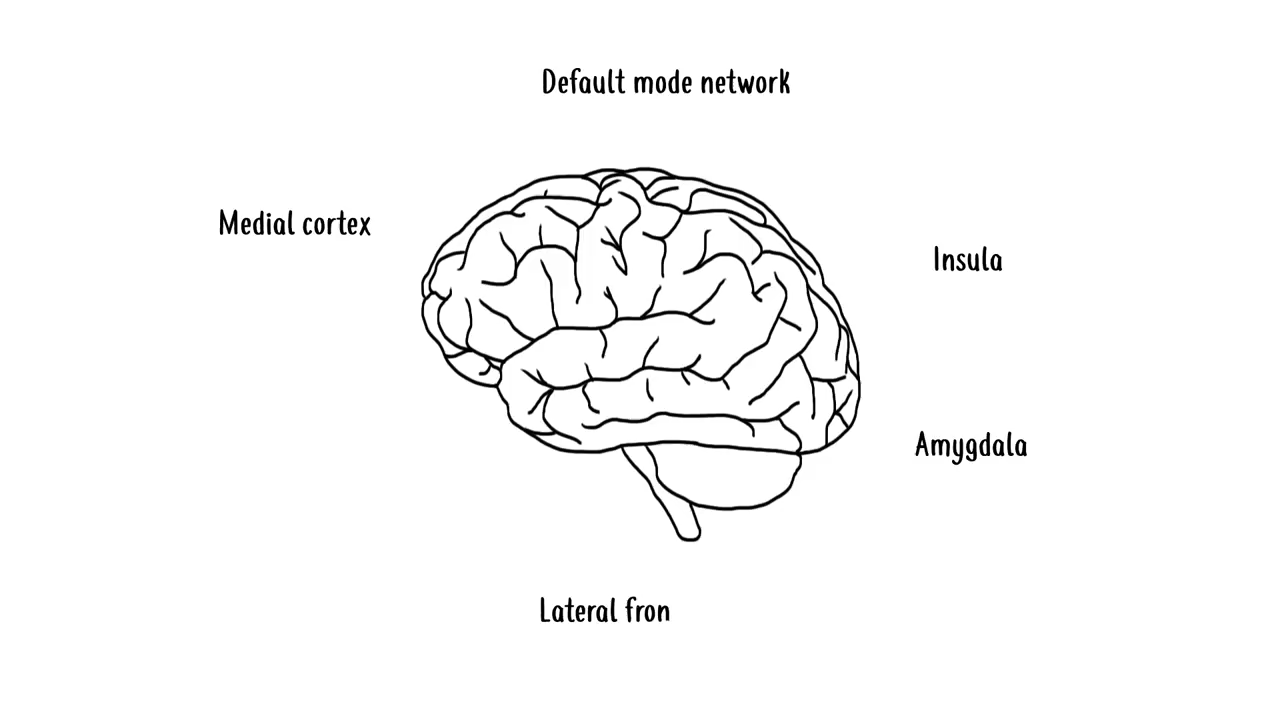 Default mode network
Medial cortex
Insula
Amygdala
Lateral fron